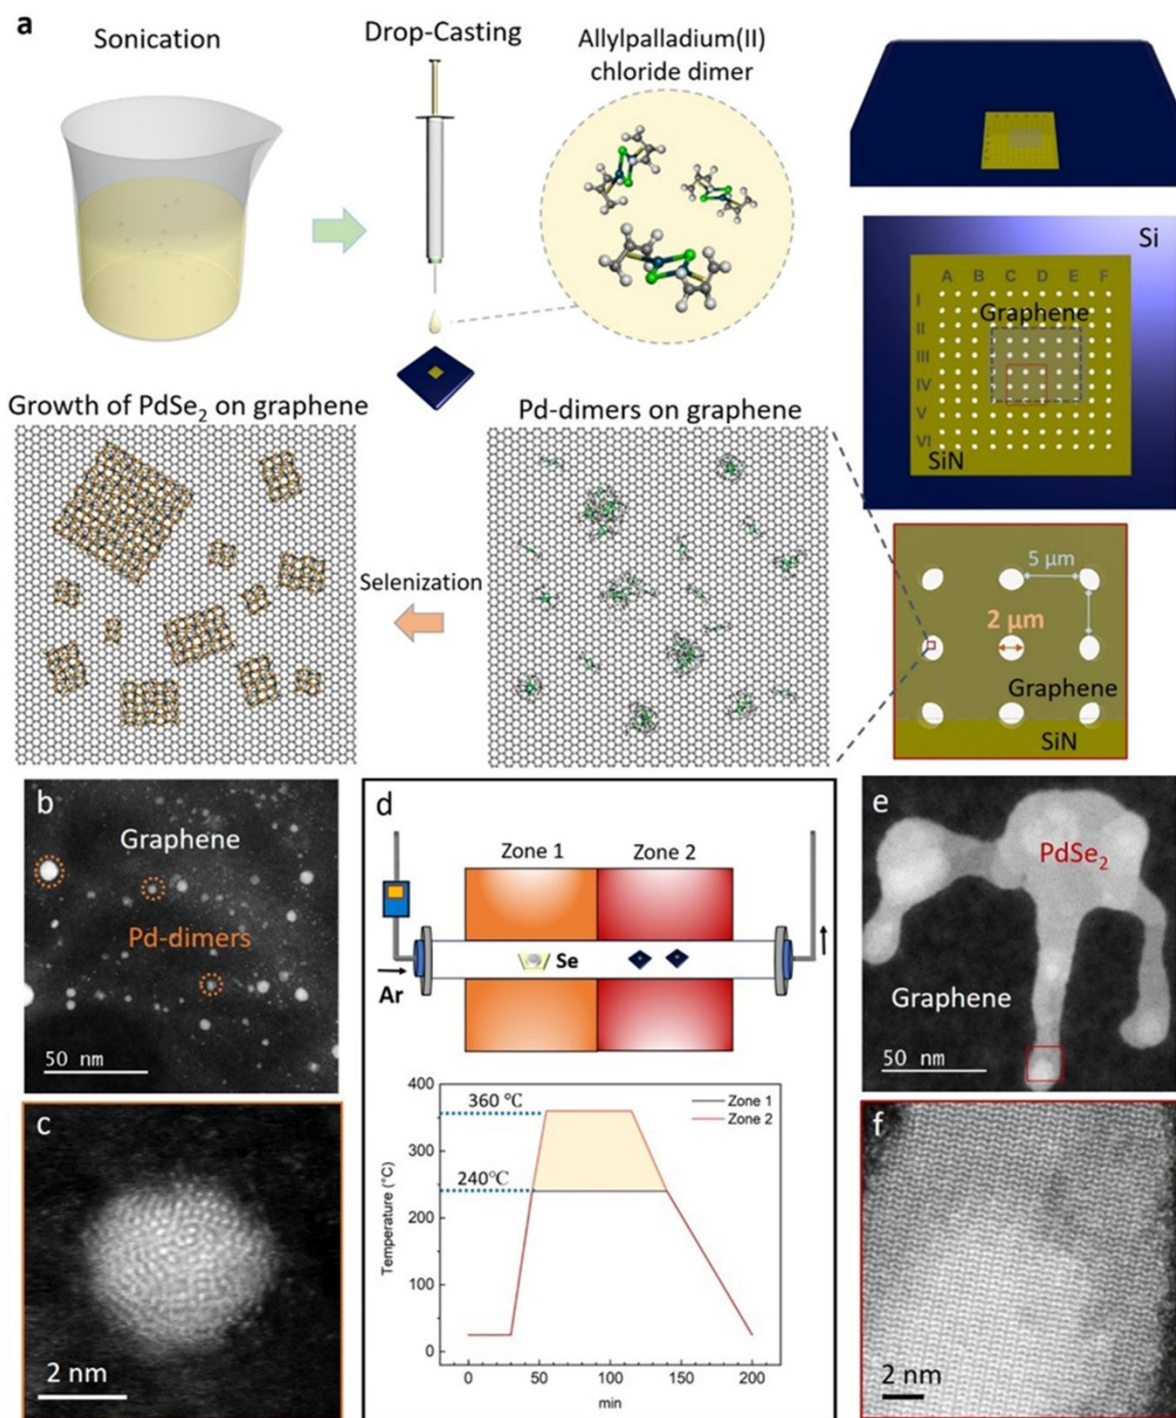 a
Sonication
Drop-Casting
Allylpalladium(II)
chloride dimer
Si
A B C D E F
I
Graphene
II
III
IV
V
VI
SiN
Growth of PdSe₂ on graphene
Pd-dimers on graphene
Selenization
5 μm
2 μm
Graphene
SiN
b
Graphene
Pd-dimers
50 nm
c
2 nm
d
Zone 1 Zone 2
Se
Ar
400
360 ℃
Zone 1
Zone 2
300
240℃
200
100
0
Temperature (°C)
0 50 100 150 200
min
e
PdSe₂
Graphene
50 nm
f
2 nm